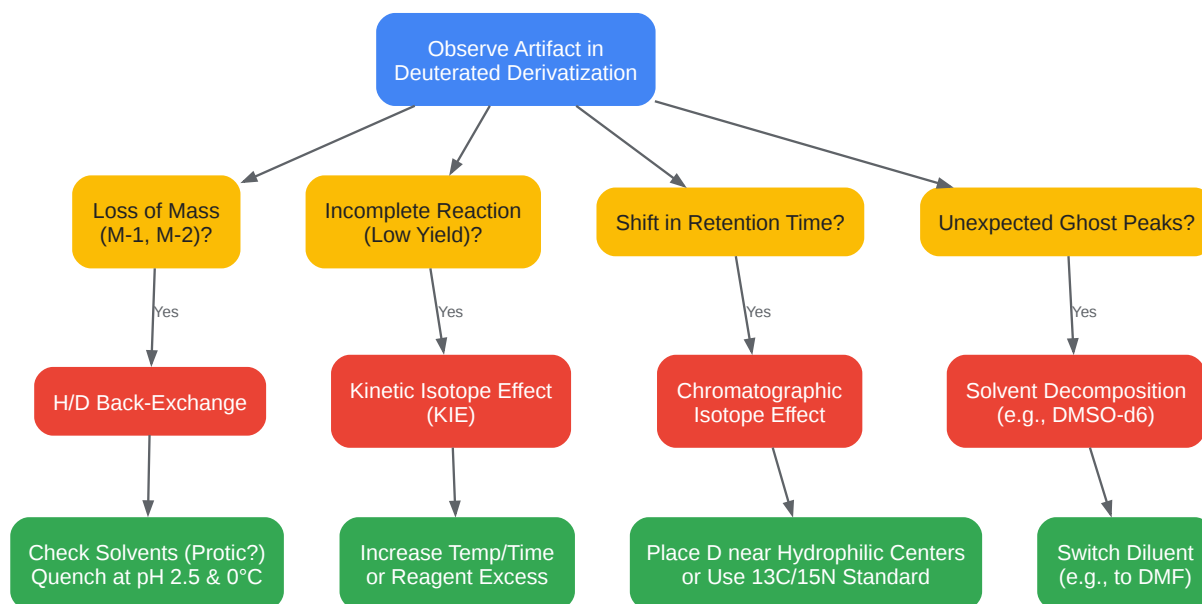 Observe Artifact in
Deuterated Derivatization
Loss of Mass
(M-1, M-2)?
Incomplete Reaction
(Low Yield)?
Shift in Retention Time?
Unexpected Ghost Peaks?
Yes
Yes
Yes
Yes
H/D Back-Exchange
Kinetic Isotope Effect
(KIE)
Chromatographic
Isotope Effect
Solvent Decomposition
(e.g., DMSO-d6)
Check Solvents (Protic?)
Quench at pH 2.5 & 0°C
Increase Temp/Time
or Reagent Excess
Place D near Hydrophilic Centers
or Use 13C/15N Standard
Switch Diluent
(e.g., to DMF)